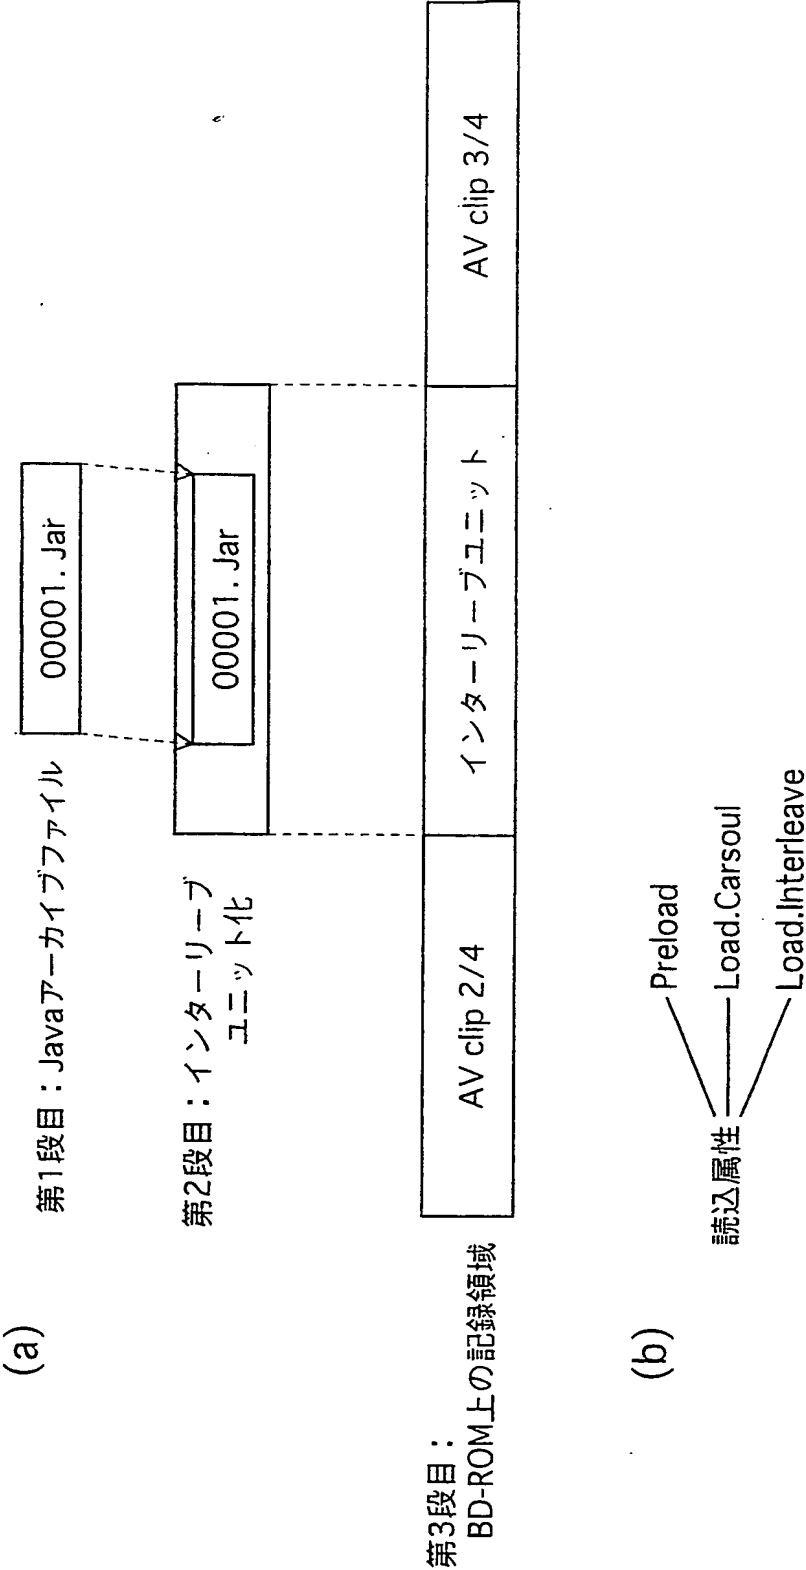 (a)
第1段目：Javaアーカイブファイル
00001. Jar
第2段目：インターリーブ
ユニット化
00001. Jar
第3段目：
BD-ROM上の記録領域
AV clip 2/4
インターリーブユニット
AV clip 3/4
(b)
読込属性
Preload
Load.Carsoul
Load.Interleave